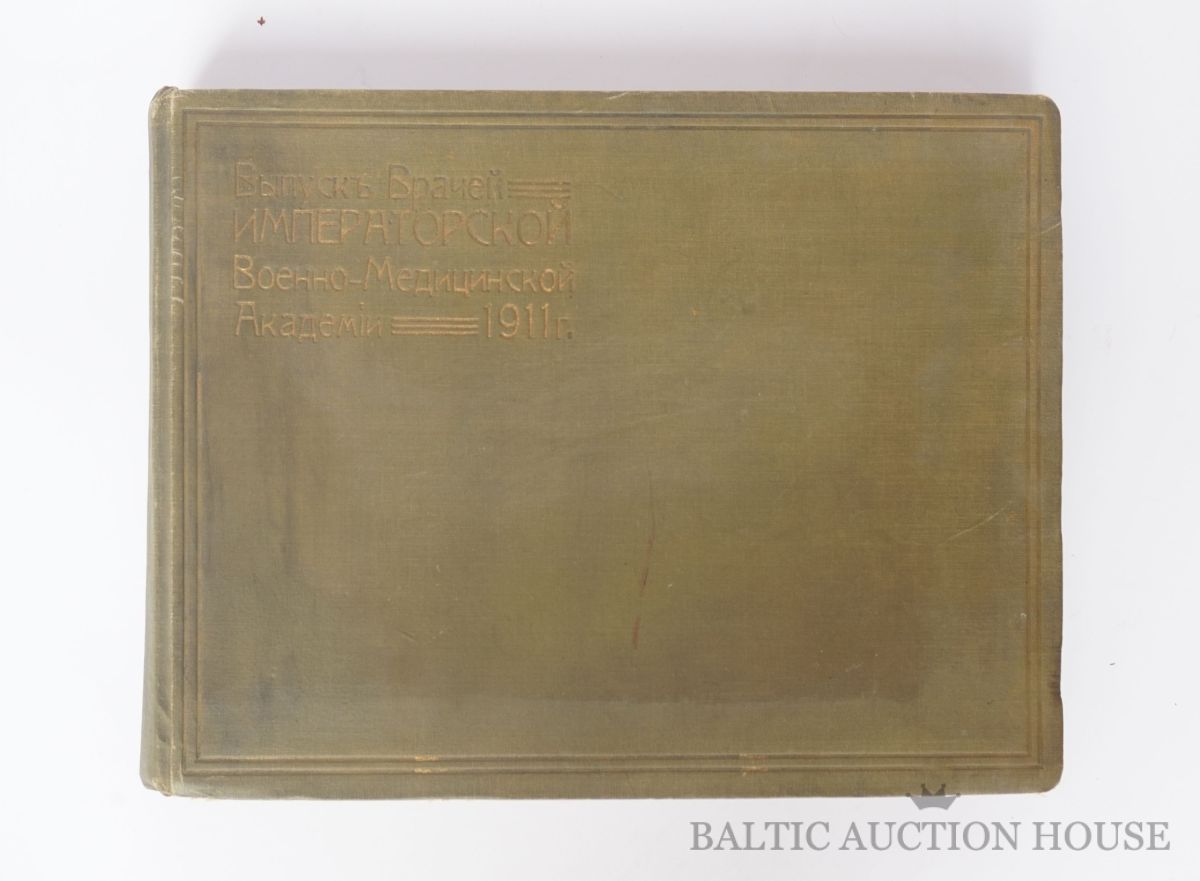 Выпускъ Врачей
ИМПЕРАТОРСКОЙ
Военно-Медицинской
Академіи 1911г.
BALTIC AUCTION HOUSE